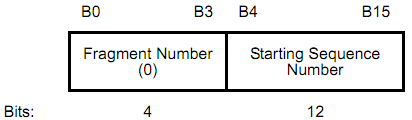 B0 B3 B4 B15
Fragment Number
(0)
Starting Sequence
Number
Bits: 4 12